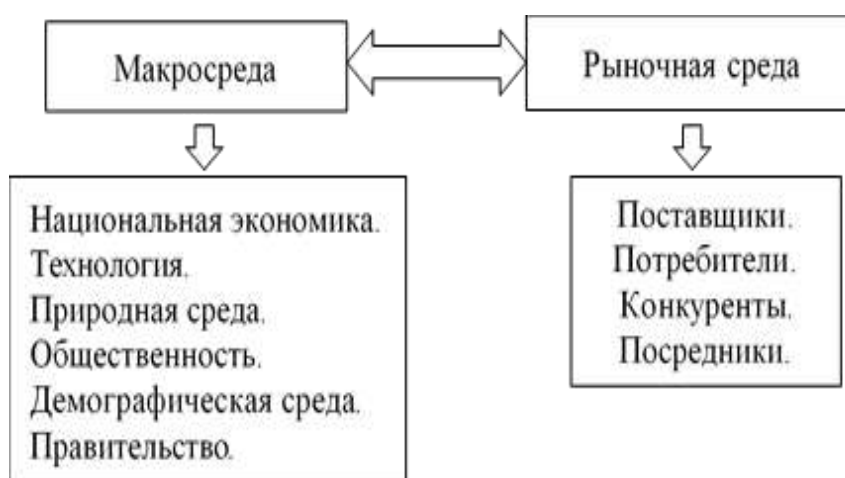 Макросреда
Рыночная среда
Национальная экономика.
Технология.
Природная среда.
Общественность.
Демографическая среда.
Правительство.
Поставщики.
Потребители.
Конкуренты.
Посредники.